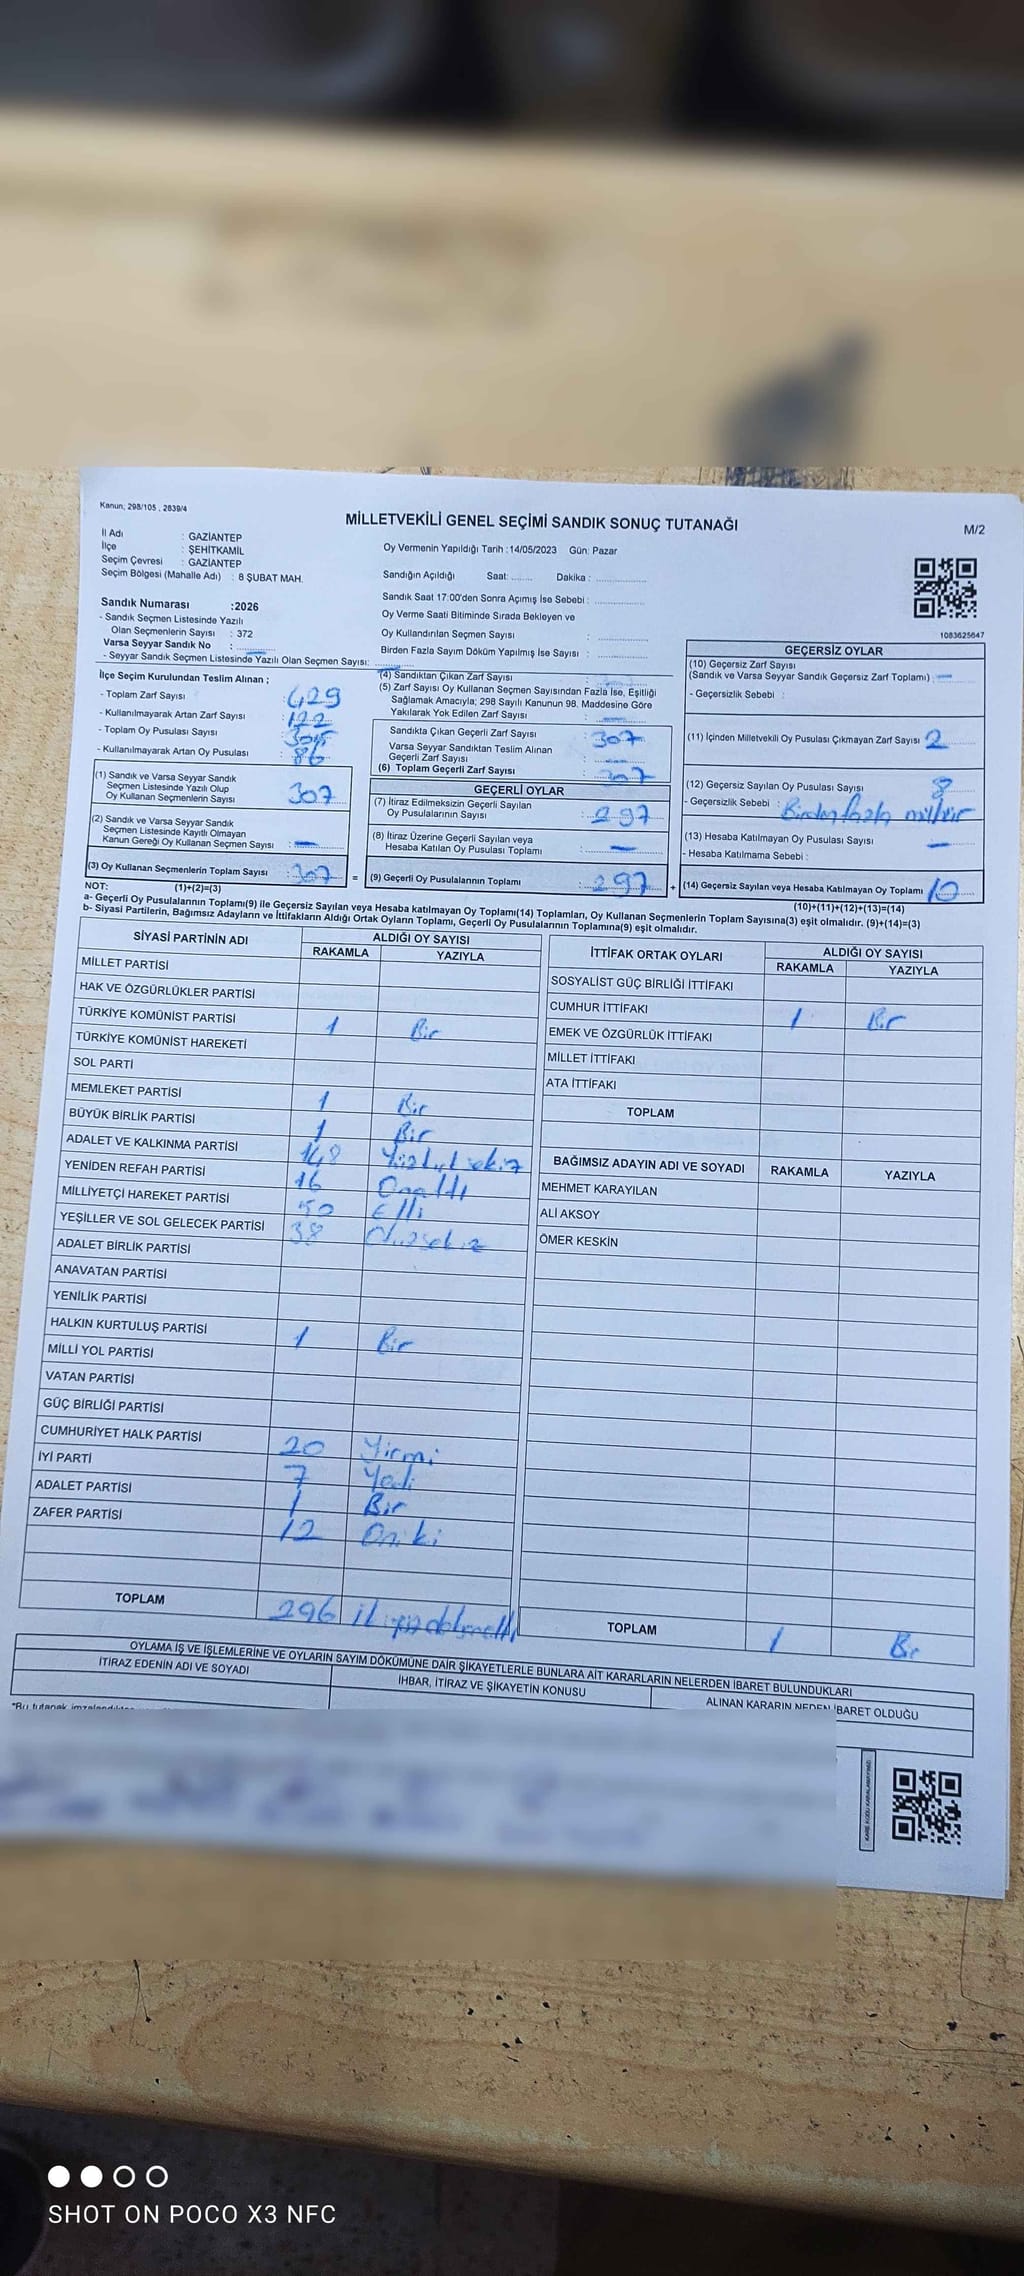 Kanun; 298/105 , 2839/4
MİLLETVEKİLİ GENEL SEÇİMİ SANDIK SONUÇ TUTANAĞI
M/2
İl Adı : GAZİANTEP
İlçe : ŞEHİTKAMİL
Seçim Çevresi : GAZİANTEP
Seçim Bölgesi (Mahalle Adı) : 8 ŞUBAT MAH.
Oy Vermenin Yapıldığı Tarih : 14/05/2023 Gün: Pazar
Sandığın Açıldığı Saat: ........ Dakika : ..............
Sandık Saat 17:00'den Sonra Açımış İse Sebebi : ..............
Oy Verme Saati Bitiminde Sırada Bekleyen ve
Oy Kullandırılan Seçmen Sayısı : ..............
Birden Fazla Sayım Döküm Yapılmış İse Sayısı : ..............
1083625647
Sandık Numarası :2026
- Sandık Seçmen Listesinde Yazılı
Olan Seçmenlerin Sayısı : 372
Varsa Seyyar Sandık No :
- Seyyar Sandık Seçmen Listesinde Yazılı Olan Seçmen Sayısı:
İlçe Seçim Kurulundan Teslim Alınan ;
- Toplam Zarf Sayısı : 429
- Kullanılmayarak Artan Zarf Sayısı : 122
- Toplam Oy Pusulası Sayısı :
- Kullanılmayarak Artan Oy Pusulası : 86
(1) Sandık ve Varsa Seyyar Sandık
Seçmen Listesinde Yazılı Olup
Oy Kullanan Seçmenlerin Sayısı : 307
(2) Sandık ve Varsa Seyyar Sandık
Seçmen Listesinde Kayıtlı Olmayan
Kanun Gereği Oy Kullanan Seçmen Sayısı : —
(3) Oy Kullanan Seçmenlerin Toplam Sayısı : 307
(4) Sandıktan Çıkan Zarf Sayısı :
(5) Zarf Sayısı Oy Kullanan Seçmen Sayısından Fazla İse, Eşitliği
Sağlamak Amacıyla; 298 Sayılı Kanunun 98. Maddesine Göre
Yakılarak Yok Edilen Zarf Sayısı : —
Sandıkta Çıkan Geçerli Zarf Sayısı : 307
Varsa Seyyar Sandıktan Teslim Alınan
Geçerli Zarf Sayısı : —
(6) Toplam Geçerli Zarf Sayısı : 307
GEÇERLİ OYLAR
(7) İtiraz Edilmeksizin Geçerli Sayılan
Oy Pusulalarının Sayısı : 297
(8) İtiraz Üzerine Geçerli Sayılan veya
Hesaba Katılan Oy Pusulası Toplamı : —
= (9) Geçerli Oy Pusulalarının Toplamı : 297 +
GEÇERSİZ OYLAR
(10) Geçersiz Zarf Sayısı
(Sandık ve Varsa Seyyar Sandık Geçersiz Zarf Toplamı) : —
- Geçersizlik Sebebi :
(11) İçinden Milletvekili Oy Pusulası Çıkmayan Zarf Sayısı : 2
(12) Geçersiz Sayılan Oy Pusulası Sayısı : 8
- Geçersizlik Sebebi : Birden fazla mühür
(13) Hesaba Katılmayan Oy Pusulası Sayısı : —
- Hesaba Katılmama Sebebi :
(14) Geçersiz Sayılan veya Hesaba Katılmayan Oy Toplamı : 10
NOT: (1)+(2)=(3)
(10)+(11)+(12)+(13)=(14)
a- Geçerli Oy Pusulalarının Toplamı(9) ile Geçersiz Sayılan veya Hesaba katılmayan Oy Toplamı(14) Toplamları, Oy Kullanan Seçmenlerin Toplam Sayısına(3) eşit olmalıdır. (9)+(14)=(3)
b- Siyasi Partilerin, Bağımsız Adayların ve İttifakların Aldığı Ortak Oyların Toplamı, Geçerli Oy Pusulalarının Toplamına(9) eşit olmalıdır.
SİYASİ PARTİNİN ADI ALDIĞI OY SAYISI
RAKAMLA YAZIYLA
MİLLET PARTİSİ
HAK VE ÖZGÜRLÜKLER PARTİSİ
TÜRKİYE KOMÜNİST PARTİSİ 1 Bir
TÜRKİYE KOMÜNİST HAREKETİ
SOL PARTİ
MEMLEKET PARTİSİ 1 Bir
BÜYÜK BİRLİK PARTİSİ 1 Bir
ADALET VE KALKINMA PARTİSİ 148
YENİDEN REFAH PARTİSİ 16 Onaltı
MİLLİYETÇİ HAREKET PARTİSİ 50 Elli
YEŞİLLER VE SOL GELECEK PARTİSİ 38
ADALET BİRLİK PARTİSİ
ANAVATAN PARTİSİ
YENİLİK PARTİSİ
HALKIN KURTULUŞ PARTİSİ 1 Bir
MİLLİ YOL PARTİSİ
VATAN PARTİSİ
GÜÇ BİRLİĞİ PARTİSİ
CUMHURİYET HALK PARTİSİ 20 Yirmi
İYİ PARTİ 7 Yedi
ADALET PARTİSİ 1 Bir
ZAFER PARTİSİ 12 Oniki
TOPLAM 296
İTTİFAK ORTAK OYLARI ALDIĞI OY SAYISI
RAKAMLA YAZIYLA
SOSYALİST GÜÇ BİRLİĞİ İTTİFAKI
CUMHUR İTTİFAKI 1 Bir
EMEK VE ÖZGÜRLÜK İTTİFAKI
MİLLET İTTİFAKI
ATA İTTİFAKI
TOPLAM
BAĞIMSIZ ADAYIN ADI VE SOYADI RAKAMLA YAZIYLA
MEHMET KARAYILAN
ALİ AKSOY
ÖMER KESKİN
TOPLAM 1 Bir
OYLAMA İŞ VE İŞLEMLERİNE VE OYLARIN SAYIM DÖKÜMÜNE DAİR ŞİKAYETLERLE BUNLARA AİT KARARLARIN NELERDEN İBARET BULUNDUKLARI
İTİRAZ EDENİN ADI VE SOYADI İHBAR, İTİRAZ VE ŞİKAYETİN KONUSU ALINAN KARARIN NEDEN İBARET OLDUĞU
SHOT ON POCO X3 NFC